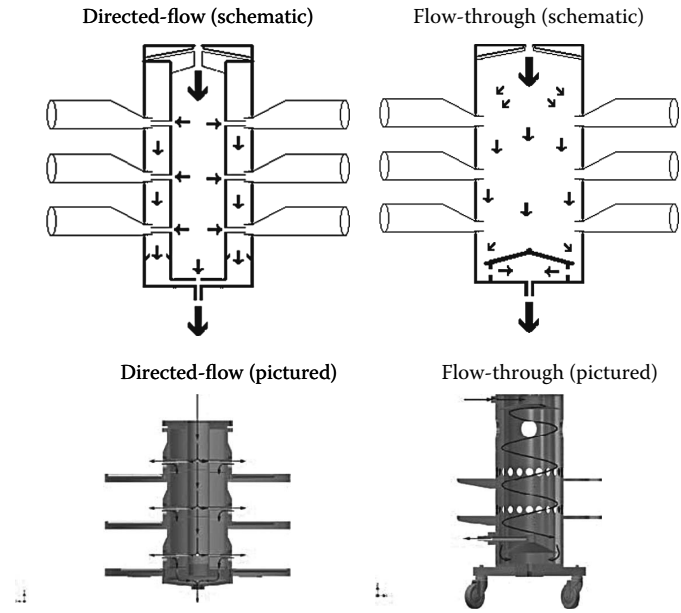 Directed-flow (schematic)
Flow-through (schematic)
Directed-flow (pictured)
Flow-through (pictured)